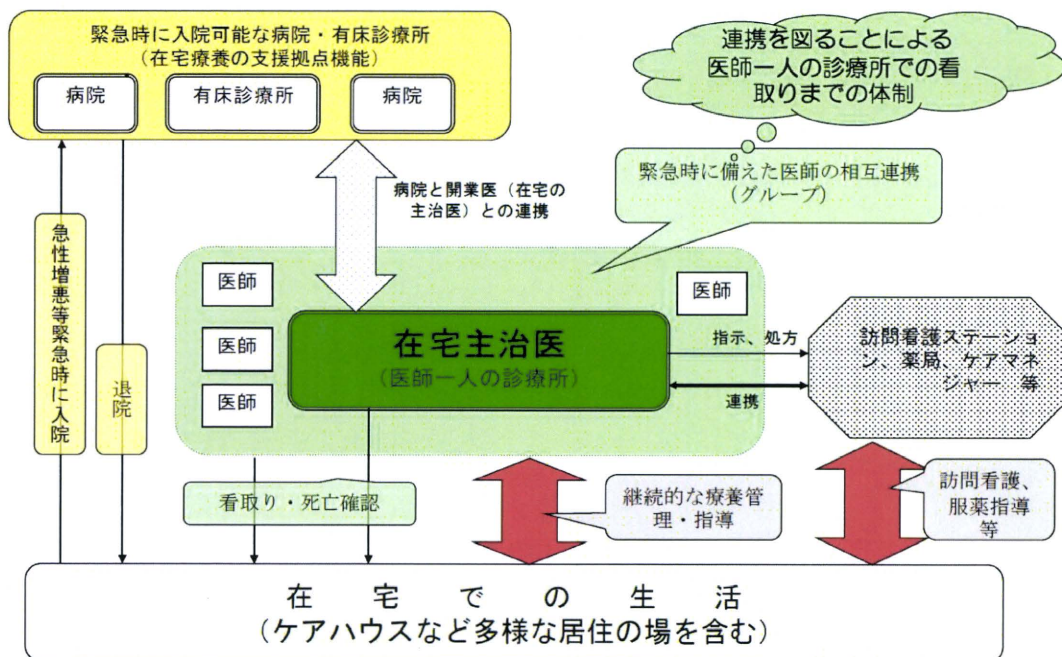 緊急時に入院可能な病院・有床診療所
(在宅療養の支援拠点機能)
病院
有床診療所
病院
連携を図ることによる
医師一人の診療所での看
取りまでの体制
緊急時に備えた医師の相互連携
(グループ)
病院と開業医(在宅の
主治医)との連携
急性増悪等緊急時に入院
退院
医師
医師
医師
医師
在宅主治医
(医師一人の診療所)
指示、処方
連携
訪問看護ステーショ
ン、薬局、ケアマネ
ジャー 等
看取り・死亡確認
継続的な療養管
理・指導
訪問看護、
服薬指導
等
在宅での生活
(ケアハウスなど多様な居住の場を含む)